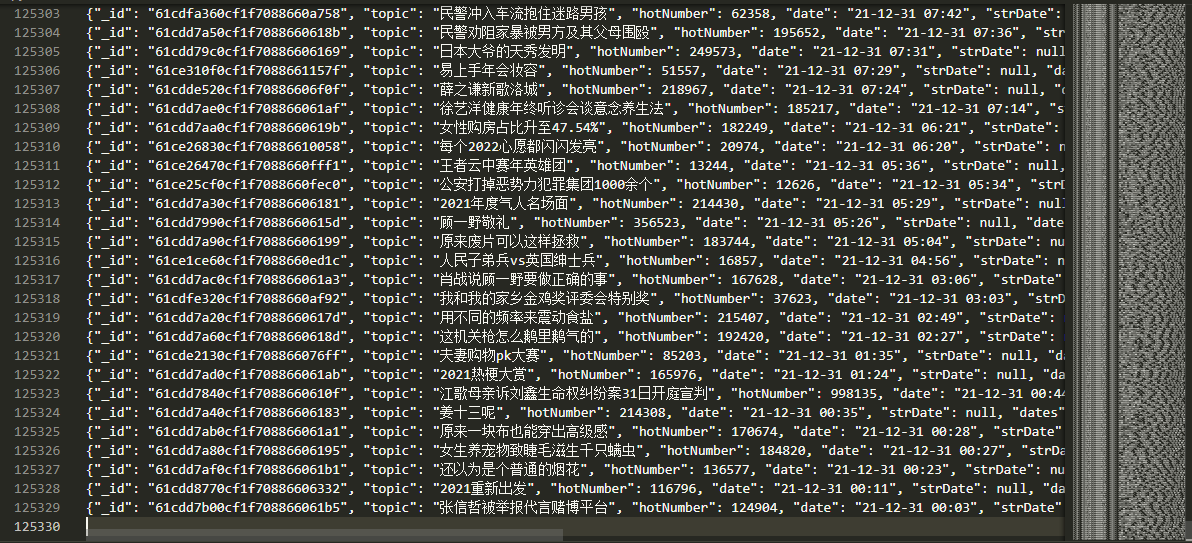 125303 {"_id": "61cdfa360cf1f7088660a758", "topic": "民警冲入车流抱住迷路男孩", "hotNumber": 62358, "date": "21-12-31 07:42", "strDate":
125304 {"_id": "61cdd7a50cf1f7088660618b", "topic": "民警劝阻家暴被男方及其父母围殴", "hotNumber": 195652, "date": "21-12-31 07:36", "strDate":
125305 {"_id": "61cdd79c0cf1f70886606169", "topic": "日本大爷的天秀发明", "hotNumber": 249573, "date": "21-12-31 07:31", "strDate": null
125306 {"_id": "61ce310f0cf1f7088661157f", "topic": "易上手年会妆容", "hotNumber": 51557, "date": "21-12-31 07:29", "strDate": null, "da
125307 {"_id": "61cdde520cf1f70886606f0f", "topic": "薛之谦新歌洛城", "hotNumber": 218967, "date": "21-12-31 07:24", "strDate": null, "
125308 {"_id": "61cdd7ae0cf1f708866061af", "topic": "徐艺洋健康年终听诊会谈意念养生法", "hotNumber": 185217, "date": "21-12-31 07:14", "s
125309 {"_id": "61cdd7aa0cf1f7088660619b", "topic": "女性购房占比升至47.54%", "hotNumber": 182249, "date": "21-12-31 06:21", "strDate":
125310 {"_id": "61ce26830cf1f70886610058", "topic": "每个2022心愿都闪闪发亮", "hotNumber": 20974, "date": "21-12-31 06:20", "strDate":
125311 {"_id": "61ce26470cf1f7088660fff1", "topic": "王者云中赛年英雄团", "hotNumber": 13244, "date": "21-12-31 05:36", "strDate": null,
125312 {"_id": "61ce25cf0cf1f7088660fec0", "topic": "公安打掉恶势力犯罪集团1000余个", "hotNumber": 12626, "date": "21-12-31 05:34", "strD
125313 {"_id": "61cdd7a30cf1f70886606181", "topic": "2021年度气人名场面", "hotNumber": 214430, "date": "21-12-31 05:29", "strDate": nul
125314 {"_id": "61cdd7990cf1f7088660615d", "topic": "顾一野敬礼", "hotNumber": 356523, "date": "21-12-31 05:26", "strDate": null, "date
125315 {"_id": "61cdd7a90cf1f70886606199", "topic": "原来废片可以这样拯救", "hotNumber": 183744, "date": "21-12-31 05:04", "strDate": nu
125316 {"_id": "61ce1ce60cf1f7088660ed1c", "topic": "人民子弟兵vs英国绅士兵", "hotNumber": 16857, "date": "21-12-31 04:56", "strDate": n
125317 {"_id": "61cdd7ac0cf1f708866061a3", "topic": "肖战说顾一野要做正确的事", "hotNumber": 167628, "date": "21-12-31 03:06", "strDate":
125318 {"_id": "61cdfe320cf1f7088660af92", "topic": "我和我的家乡金鸡奖评委会特别奖", "hotNumber": 37623, "date": "21-12-31 03:03", "strDat
125319 {"_id": "61cdd7a20cf1f7088660617d", "topic": "用不同的频率来震动食盐", "hotNumber": 215407, "date": "21-12-31 02:49", "strDate":
125320 {"_id": "61cdd7a60cf1f7088660618d", "topic": "这机关枪怎么鹅里鹅气的", "hotNumber": 192420, "date": "21-12-31 02:27", "strDate":
125321 {"_id": "61cde2130cf1f708866076ff", "topic": "夫妻购物pk大赛", "hotNumber": 85203, "date": "21-12-31 01:35", "strDate": null, "da
125322 {"_id": "61cdd7ad0cf1f708866061ab", "topic": "2021热梗大赏", "hotNumber": 165976, "date": "21-12-31 01:24", "strDate": null, "da
125323 {"_id": "61cdd7840cf1f7088660610f", "topic": "江歌母亲诉刘鑫生命权纠纷案31日开庭宣判", "hotNumber": 998135, "date": "21-12-31 00:44
125324 {"_id": "61cdd7a40cf1f70886606183", "topic": "姜十三呢", "hotNumber": 214308, "date": "21-12-31 00:35", "strDate": null, "dates"
125325 {"_id": "61cdd7ab0cf1f708866061a1", "topic": "原来一块布也能穿出高级感", "hotNumber": 170674, "date": "21-12-31 00:28", "strDate"
125326 {"_id": "61cdd7a80cf1f70886606195", "topic": "女生养宠物致睫毛滋生千只螨虫", "hotNumber": 184820, "date": "21-12-31 00:27", "strDate
125327 {"_id": "61cdd7af0cf1f708866061b1", "topic": "还以为是个普通的烟花", "hotNumber": 136577, "date": "21-12-31 00:23", "strDate": nu
125328 {"_id": "61cdd8770cf1f70886606332", "topic": "2021重新出发", "hotNumber": 116796, "date": "21-12-31 00:11", "strDate": null, "da
125329 {"_id": "61cdd7b00cf1f708866061b5", "topic": "张信哲被举报代言赌博平台", "hotNumber": 124904, "date": "21-12-31 00:03", "strDate"
125330